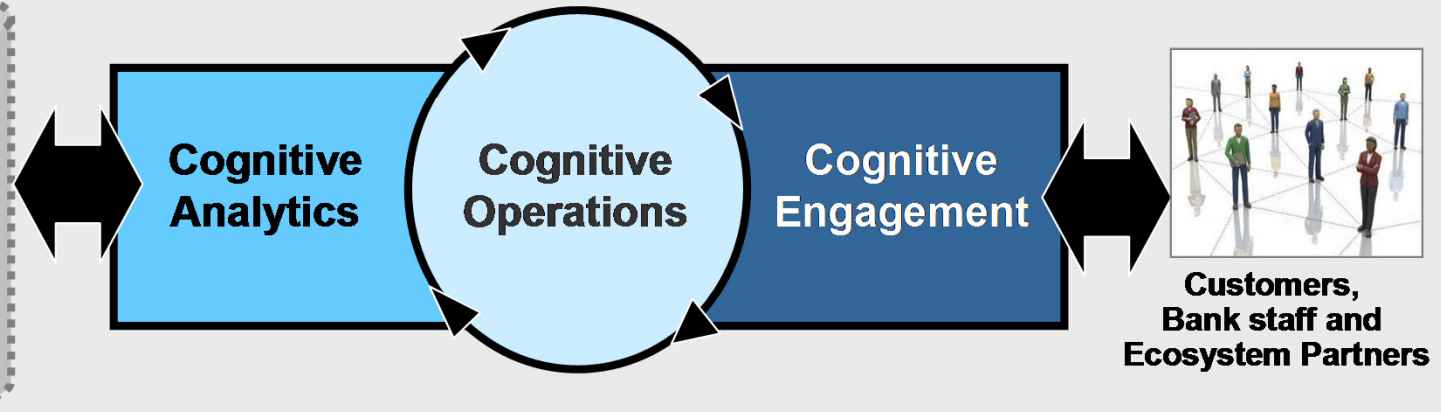 Cognitive
Analytics
Cognitive
Operations
Cognitive
Engagement
Customers,
Bank staff and
Ecosystem Partners